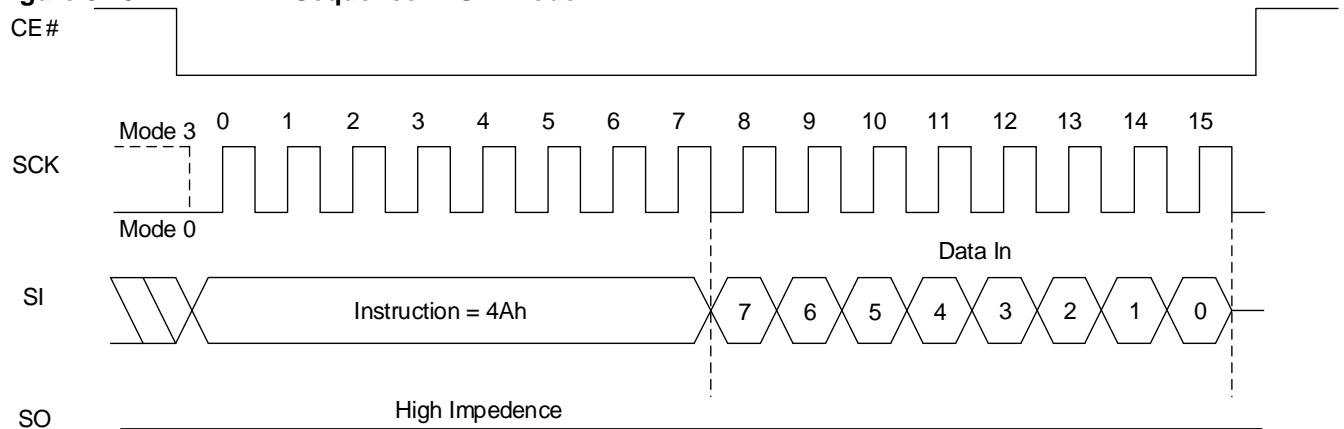 CE#
Mode 3 0 1 2 3 4 5 6 7 8 9 10 11 12 13 14 15
SCK
Mode 0
Data In
SI
Instruction = 4Ah 7 6 5 4 3 2 1 0
High Impedence
SO